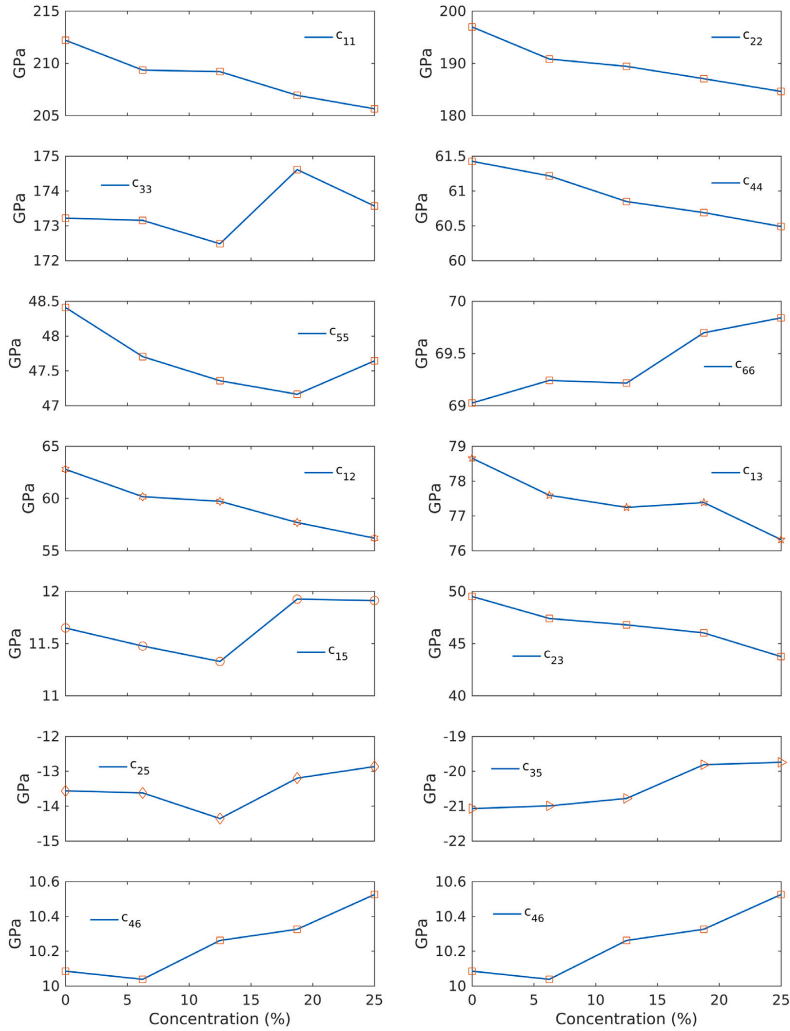 215
210
205
GPa
c11
200
190
180
GPa
c22
175
174
173
172
GPa
c33
61.5
61
60.5
60
GPa
c44
48.5
48
47.5
47
GPa
c55
70
69.5
69
GPa
c66
65
60
55
GPa
c12
79
78
77
76
GPa
c13
12
11.5
11
GPa
c15
50
45
40
GPa
c23
-12
-13
-14
-15
GPa
c25
-19
-20
-21
-22
GPa
c35
10.6
10.4
10.2
10
GPa
c46
0 5 10 15 20 25
Concentration (%)
10.6
10.4
10.2
10
GPa
c46
0 5 10 15 20 25
Concentration (%)